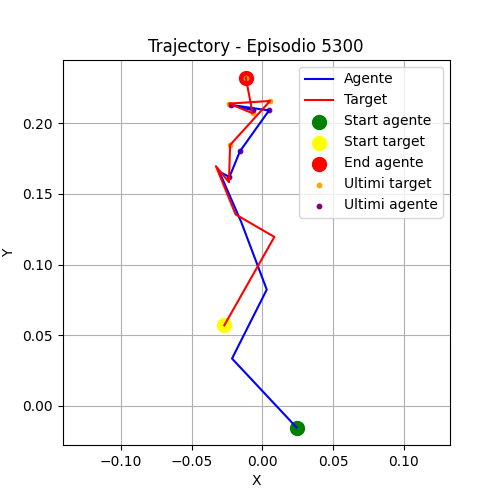 Trajectory - Episodio 5300
Agente
Target
Start agente
Start target
End agente
Ultimi target
Ultimi agente
Y
0.20
0.15
0.10
0.05
0.00
−0.10
−0.05
0.00
0.05
0.10
X